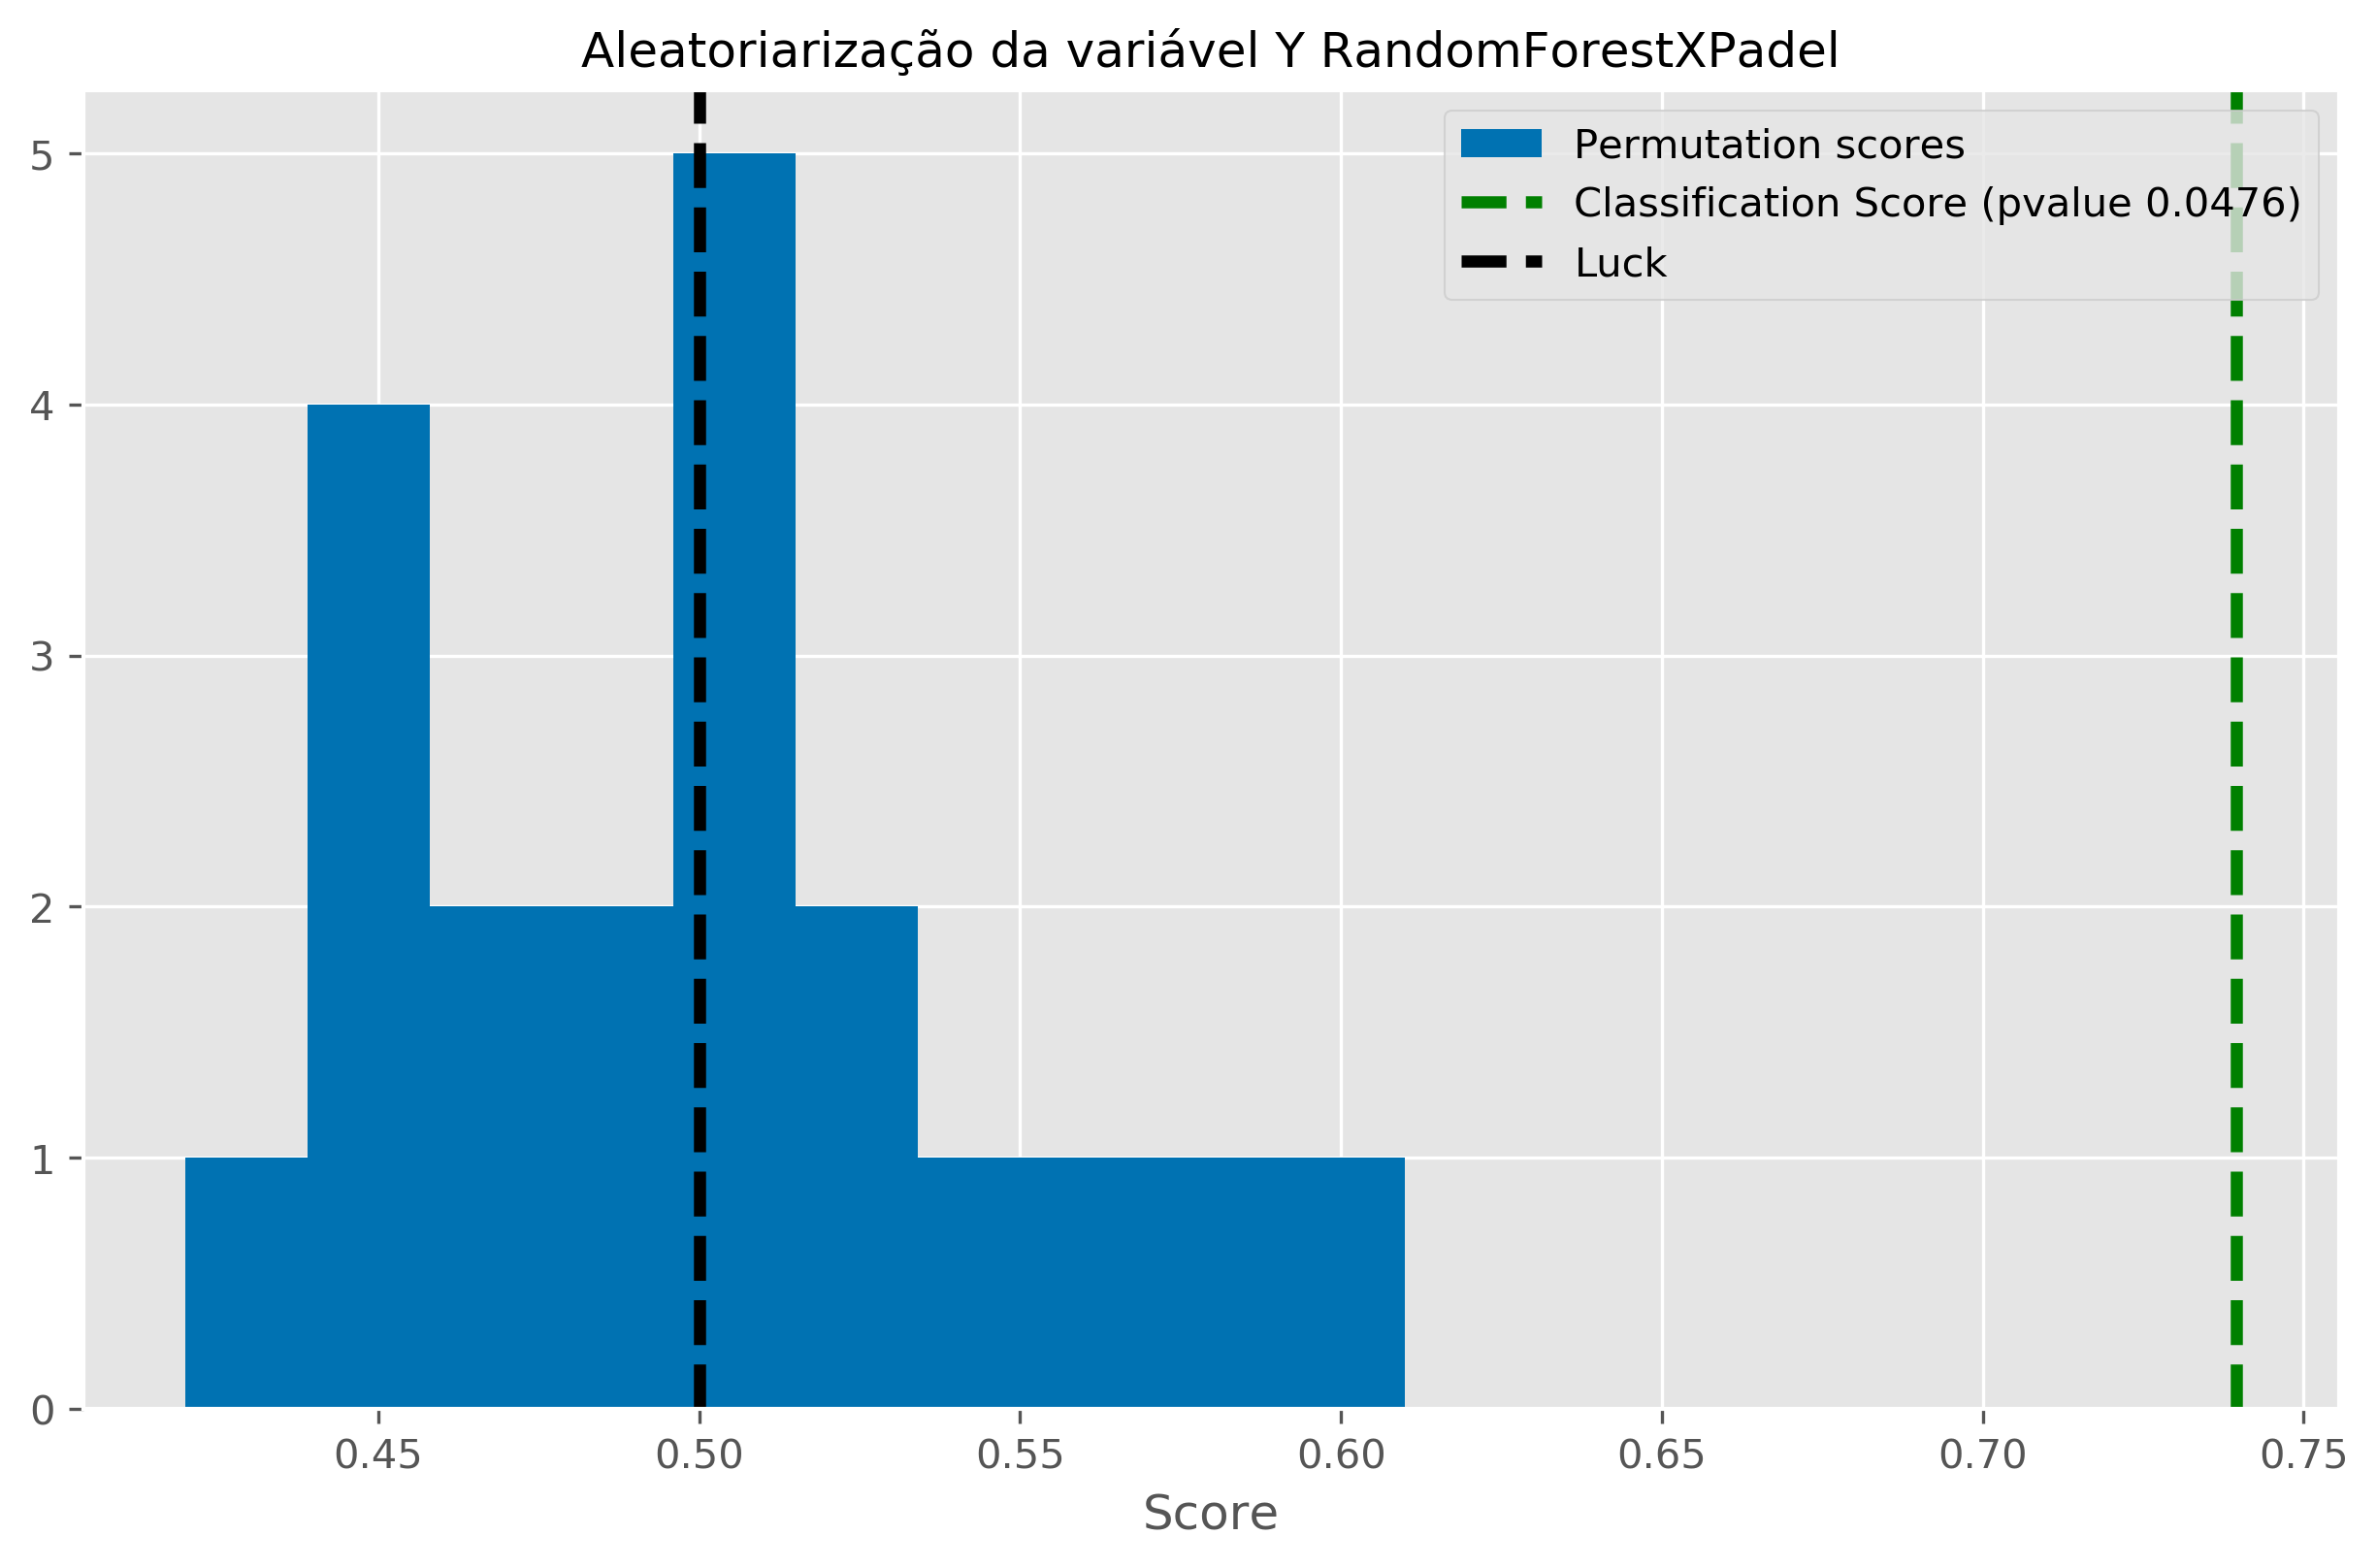 Aleatoriarização da variável Y RandomForestXPadel
Permutation scores
Classification Score (pvalue 0.0476)
Luck
5
4
3
2
1
0
0.45 0.50 0.55 0.60 0.65 0.70 0.75
Score